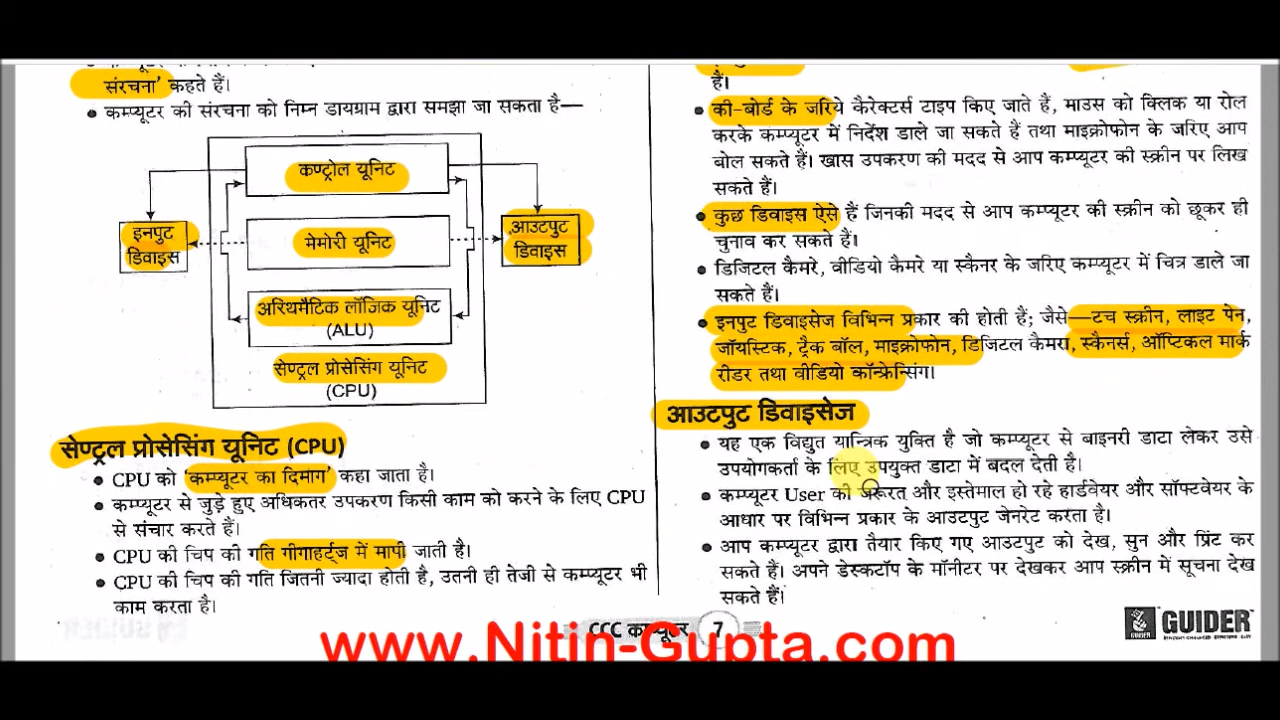 संरचना’ कहते हैं।
• कम्प्यूटर की संरचना को निम्न डायग्राम द्वारा समझा जा सकता है—
कण्ट्रोल यूनिट
इनपुट
डिवाइस
मेमोरी यूनिट
आउटपुट
डिवाइस
अरिथमैटिक लॉजिक यूनिट
(ALU)
सेण्ट्रल प्रोसेसिंग यूनिट
(CPU)
सेण्ट्रल प्रोसेसिंग यूनिट (CPU)
• CPU को ‘कम्प्यूटर का दिमाग’ कहा जाता है।
• कम्प्यूटर से जुड़े हुए अधिकतर उपकरण किसी काम को करने के लिए CPU
से संचार करते हैं।
• CPU की चिप की गति गीगाहर्ट्ज में मापी जाती है।
• CPU की चिप की गति जितनी ज्यादा होती है, उतनी ही तेजी से कम्प्यूटर भी
काम करता है।
हैं।
• की-बोर्ड के जरिये कैरेक्टर्स टाइप किए जाते हैं, माउस को क्लिक या रोल
करके कम्प्यूटर में निर्देश डाले जा सकते हैं तथा माइक्रोफोन के जरिए आप
बोल सकते हैं। खास उपकरण की मदद से आप कम्प्यूटर की स्क्रीन पर लिख
सकते हैं।
• कुछ डिवाइस ऐसे हैं जिनकी मदद से आप कम्प्यूटर की स्क्रीन को छूकर ही
चुनाव कर सकते हैं।
• डिजिटल कैमरे, वीडियो कैमरे या स्कैनर के जरिए कम्प्यूटर में चित्र डाले जा
सकते हैं।
• इनपुट डिवाइसेज विभिन्न प्रकार की होती हैं; जैसे—टच स्क्रीन, लाइट पेन,
जॉयस्टिक, ट्रैक बॉल, माइक्रोफोन, डिजिटल कैमरा, स्कैनर्स, ऑप्टिकल मार्क
रीडर तथा वीडियो कॉन्फ्रेन्सिंग।
आउटपुट डिवाइसेज
• यह एक विद्युत यान्त्रिक युक्ति है जो कम्प्यूटर से बाइनरी डाटा लेकर उसे
उपयोगकर्ता के लिए उपयुक्त डाटा में बदल देती है।
• कम्प्यूटर User की जरूरत और इस्तेमाल हो रहे हार्डवेयर और सॉफ्टवेयर के
आधार पर विभिन्न प्रकार के आउटपुट जेनरेट करता है।
• आप कम्प्यूटर द्वारा तैयार किए गए आउटपुट को देख, सुन और प्रिंट कर
सकते हैं। अपने डेस्कटॉप के मॉनीटर पर देखकर आप स्क्रीन में सूचना देख
सकते हैं।
CCC कम्प्यूटर 7
GUIDER
www.Nitin-Gupta.com